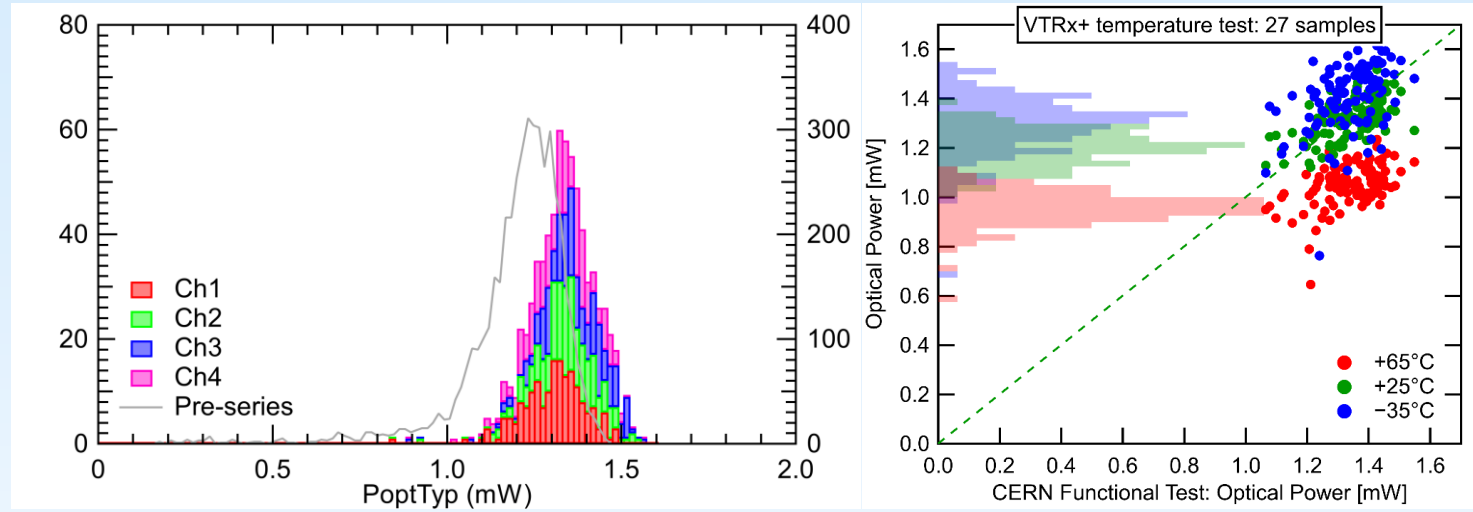 80
60
40
20
0
400
300
200
100
0
Ch1
Ch2
Ch3
Ch4
Pre-series
0
0.5
1.0
1.5
2.0
PoptTyp (mW)
VTRx+ temperature test: 27 samples
Optical Power [mW]
1.6
1.4
1.2
1.0
0.8
0.6
0.4
0.2
0.0
+65°C
+25°C
−35°C
0.0
0.2
0.4
0.6
0.8
1.0
1.2
1.4
1.6
CERN Functional Test: Optical Power [mW]